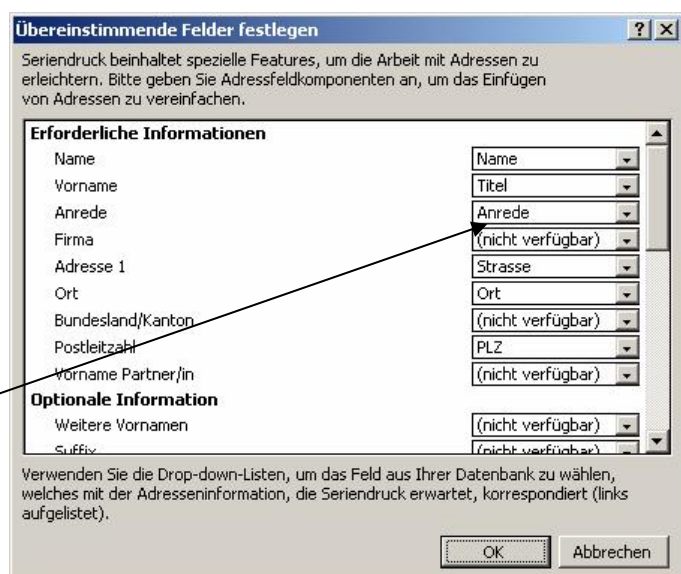 Übereinstimmende Felder festlegen
Seriendruck beinhaltet spezielle Features, um die Arbeit mit Adressen zu
erleichtern. Bitte geben Sie Adressfeldkomponenten an, um das Einfügen
von Adressen zu vereinfachen.
Erforderliche Informationen
Name Name
Vorname Titel
Anrede Anrede
Firma (nicht verfügbar)
Adresse 1 Strasse
Ort Ort
Bundesland/Kanton (nicht verfügbar)
Postleitzahl PLZ
Vorname Partner/in (nicht verfügbar)
Optionale Information
Weitere Vornamen (nicht verfügbar)
Suffix (nicht verfügbar)
Verwenden Sie die Drop-down-Listen, um das Feld aus Ihrer Datenbank zu wählen,
welches mit der Adresseninformation, die Seriendruck erwartet, korrespondiert (links
aufgelistet).
OK Abbrechen